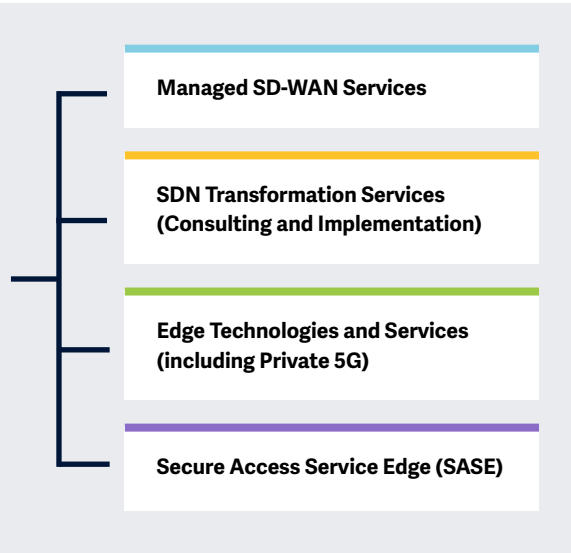 Managed SD-WAN Services
SDN Transformation Services
(Consulting and Implementation)
Edge Technologies and Services
(including Private 5G)
Secure Access Service Edge (SASE)